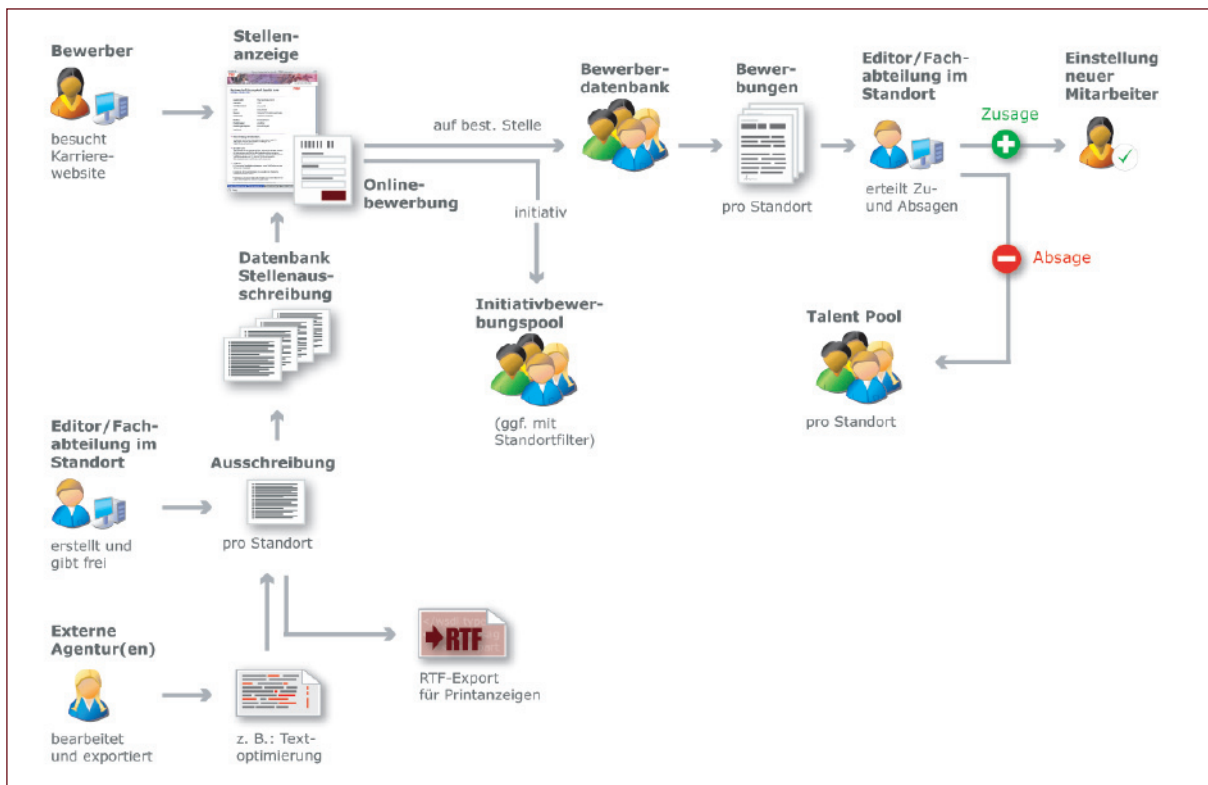 Bewerber
besucht
Karriere-
website
Stellen-
anzeige
Online-
bewerbung
auf best. Stelle
initiativ
Bewerber-
datenbank
Bewer-
bungen
pro Standort
Editor/Fach-
abteilung im
Standort
erteilt Zu-
und Absagen
Zusage
Einstellung
neuer
Mitarbeiter
Absage
Datenbank
Stellenaus-
schreibung
Initiativbewer-
bungspool
(ggf. mit
Standortfilter)
Talent Pool
pro Standort
Editor/Fach-
abteilung im
Standort
erstellt und
gibt frei
Ausschreibung
pro Standort
Externe
Agentur(en)
bearbeitet
und exportiert
z. B.: Text-
optimierung
RTF
RTF-Export
für Printanzeigen